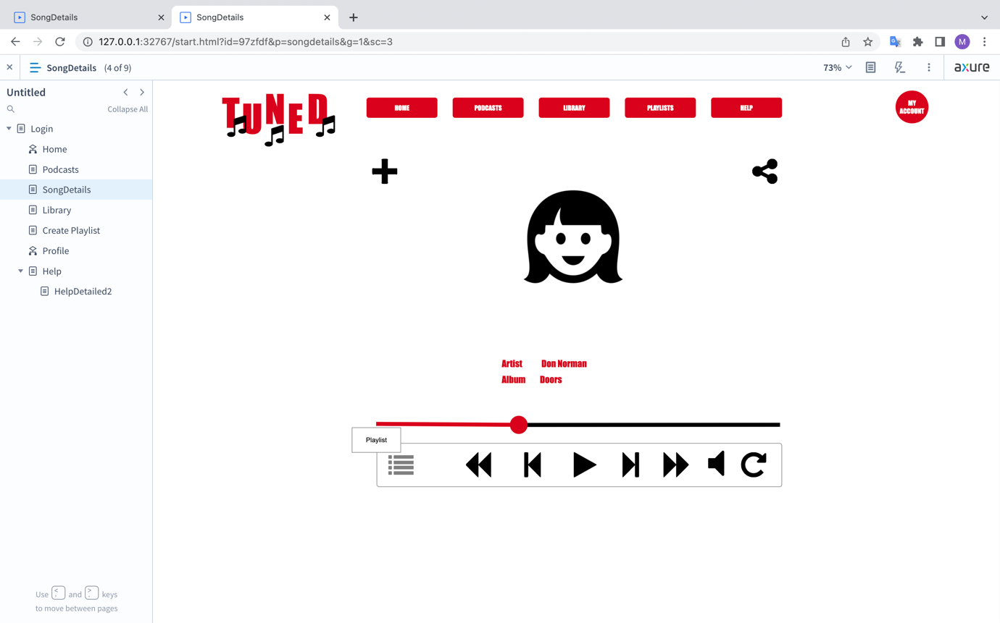 SongDetails
SongDetails
127.0.0.1:32767/start.html?id=97zfdf&p=songdetails&g=1&sc=3
M
SongDetails (4 of 9)
73%
axure
Untitled
Collapse All
Login
Home
Podcasts
SongDetails
Library
Create Playlist
Profile
Help
HelpDetailed2
Use < , and > . keys
to move between pages
TUNED
HOME
PODCASTS
LIBRARY
PLAYLISTS
HELP
MY
ACCOUNT
Artist Don Norman
Album Doors
Playlist